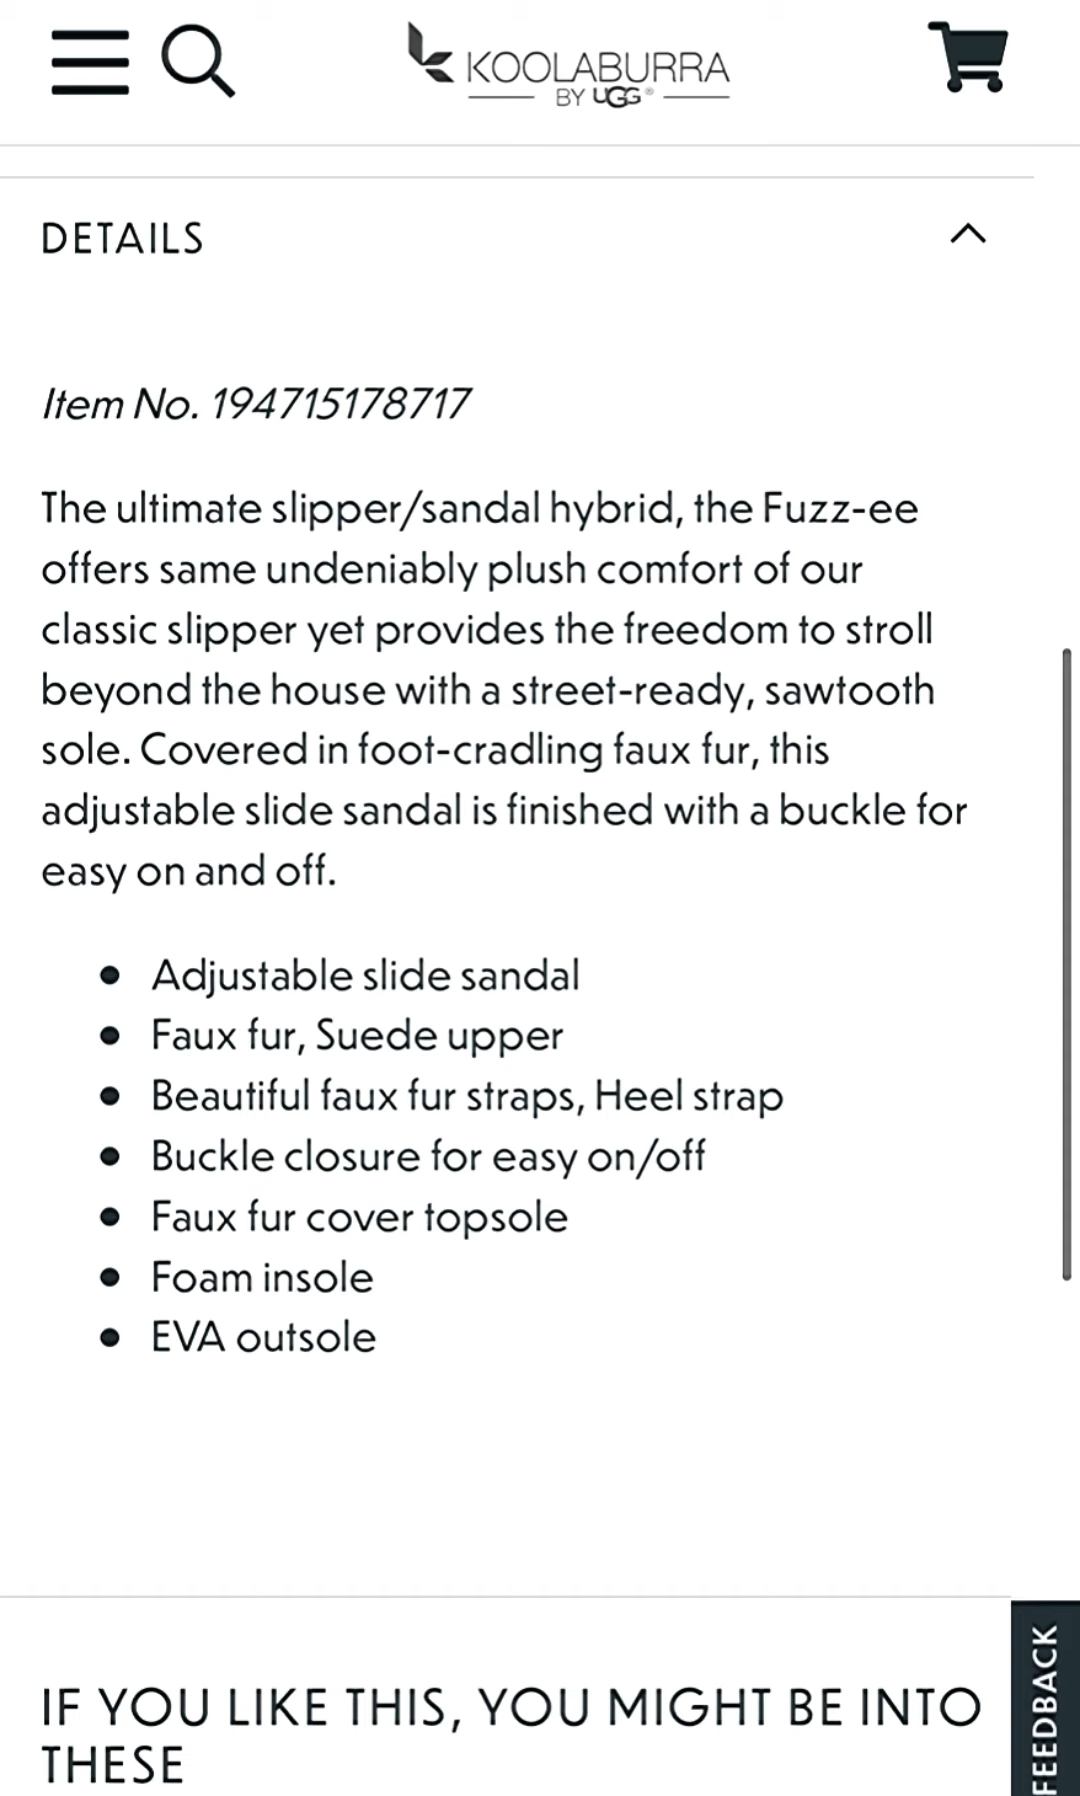 KOOLABURRA
BY UGG®
DETAILS
Item No. 194715178717
The ultimate slipper/sandal hybrid, the Fuzz-ee
offers same undeniably plush comfort of our
classic slipper yet provides the freedom to stroll
beyond the house with a street-ready, sawtooth
sole. Covered in foot-cradling faux fur, this
adjustable slide sandal is finished with a buckle for
easy on and off.
• Adjustable slide sandal
• Faux fur, Suede upper
• Beautiful faux fur straps, Heel strap
• Buckle closure for easy on/off
• Faux fur cover topsole
• Foam insole
• EVA outsole
FEEDBACK
IF YOU LIKE THIS, YOU MIGHT BE INTO
THESE